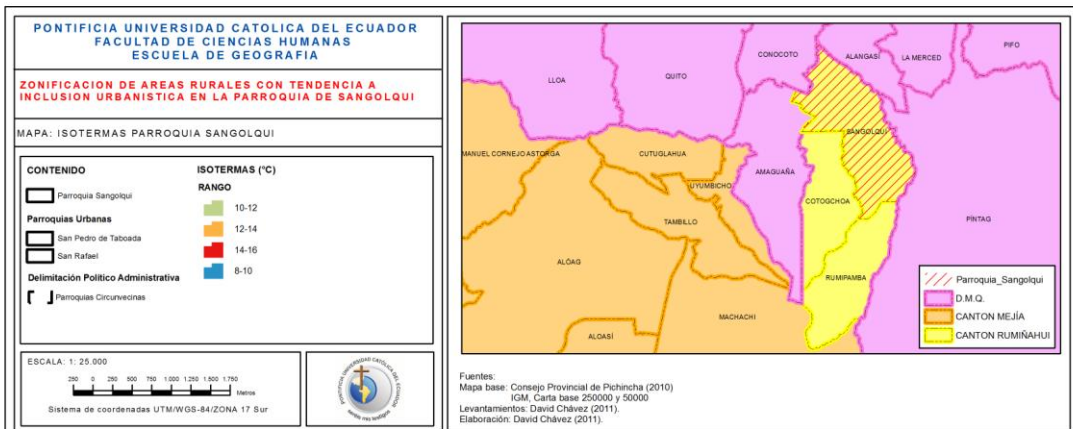 PONTIFICIA UNIVERSIDAD CATOLICA DEL ECUADOR
FACULTAD DE CIENCIAS HUMANAS
ESCUELA DE GEOGRAFIA
ZONIFICACION DE AREAS RURALES CON TENDENCIA A
INCLUSION URBANISTICA EN LA PARROQUIA DE SANGOLQUI
MAPA: ISOTERMAS PARROQUIA SANGOLQUI
CONTENIDO
Parroquia Sangolqui
Parroquias Urbanas
San Pedro de Taboada
San Rafael
Delimitación Político Administrativa
Parroquias Circunvecinas
ISOTERMAS (°C)
RANGO
10-12
12-14
14-16
8-10
ESCALA: 1: 25.000
250 0 250 500 750 1.000 1.250 1.500 1.750
Metros
Sistema de coordenadas UTM/WGS-84/ZONA 17 Sur
PONTIFICIA UNIVERSIDAD CATÓLICA DEL ECUADOR
LLOA
QUITO
CONOCOTO
ALANGASÍ
LA MERCED
PIFO
SANGOLQUI
MANUEL CORNEJO ASTORGA
CUTUGLAHUA
UYUMBICHO
AMAGUAÑA
COTOGCHOA
TAMBILLO
PÍNTAG
ALÓAG
RUMIPAMBA
MACHACHI
ALOASÍ
Parroquia_Sangolqui
D.M.Q.
CANTON MEJÍA
CANTON RUMIÑAHUI
Fuentes:
Mapa base: Consejo Provincial de Pichincha (2010)
IGM, Carta base 250000 y 50000
Levantamientos: David Chávez (2011).
Elaboración: David Chávez (2011).